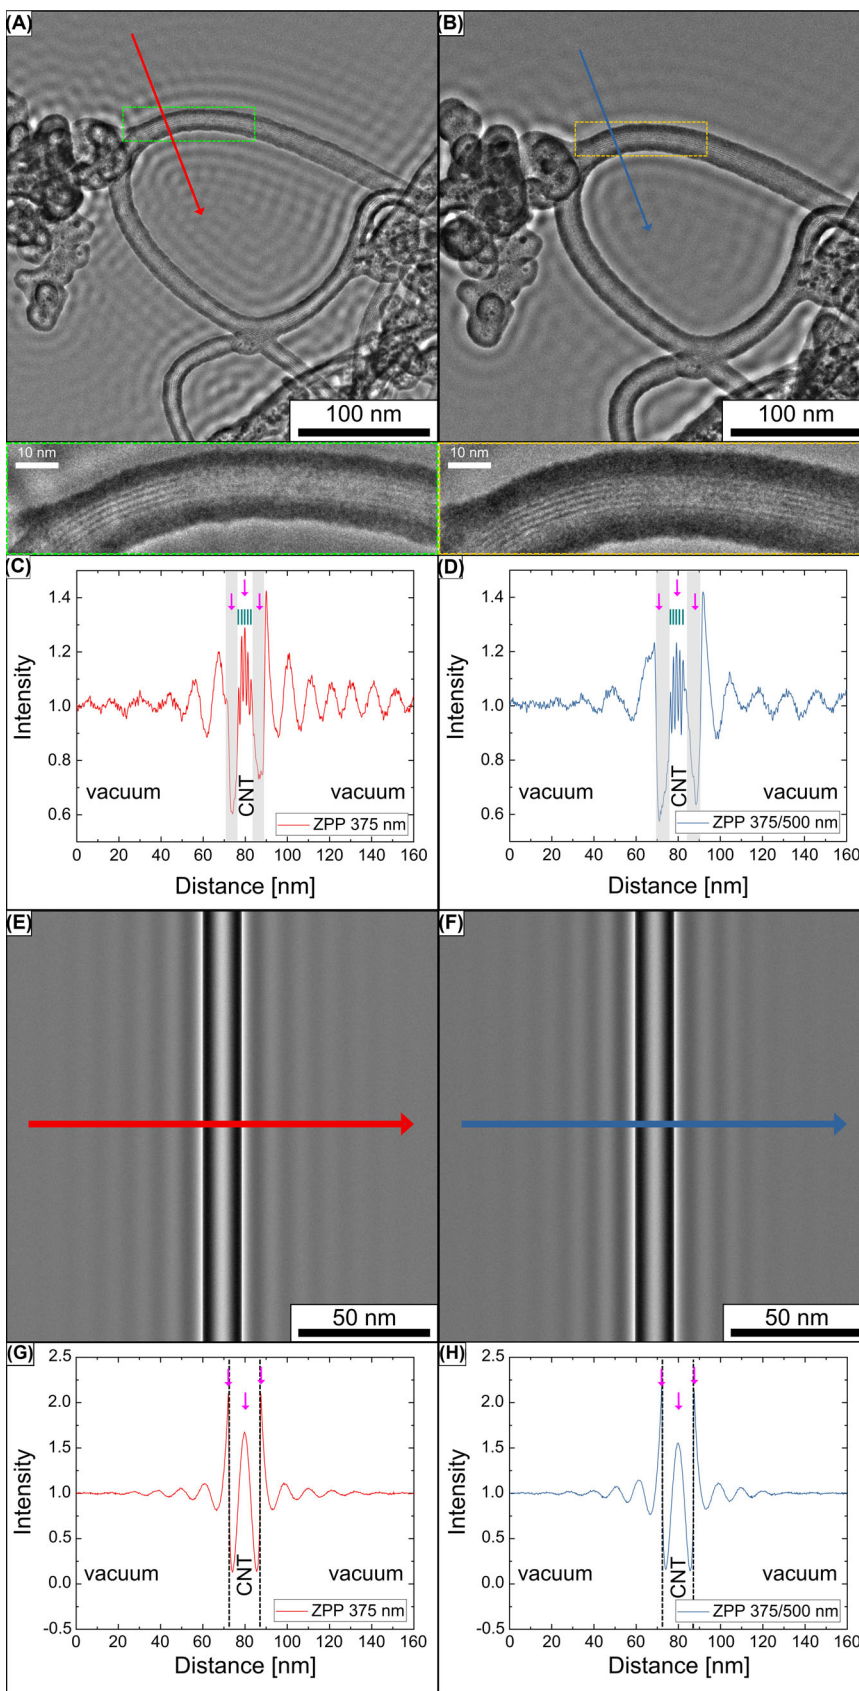 (A)
(B)
100 nm
100 nm
10 nm
10 nm
(C)
1.4
1.2
1.0
0.8
0.6
Intensity
vacuum
CNT
vacuum
ZPP 375 nm
0 20 40 60 80 100 120 140 160
Distance [nm]
(D)
1.4
1.2
1.0
0.8
0.6
Intensity
vacuum
CNT
vacuum
ZPP 375/500 nm
0 20 40 60 80 100 120 140 160
Distance [nm]
(E)
(F)
50 nm
50 nm
(G)
2.5
2.0
1.5
1.0
0.5
0.0
-0.5
Intensity
vacuum
CNT
vacuum
ZPP 375 nm
0 20 40 60 80 100 120 140 160
Distance [nm]
(H)
2.5
2.0
1.5
1.0
0.5
0.0
-0.5
Intensity
vacuum
CNT
vacuum
ZPP 375/500 nm
0 20 40 60 80 100 120 140 160
Distance [nm]